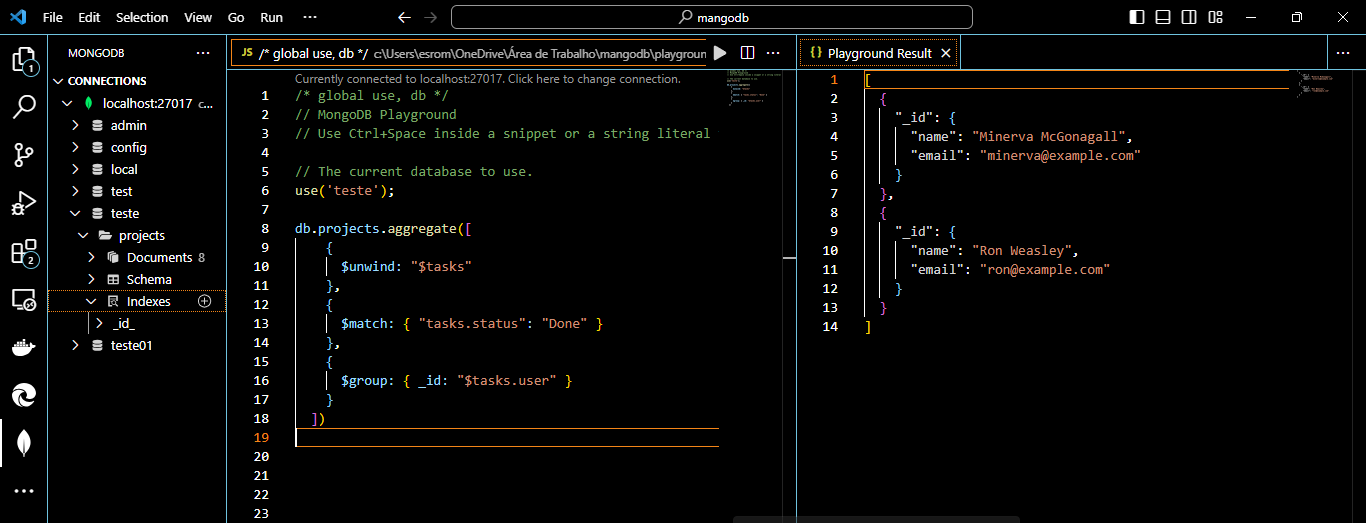 File Edit Selection View Go Run ··· mangodb
MONGODB ···
CONNECTIONS
localhost:27017 c...
admin
config
local
test
teste
projects
Documents 8
Schema
Indexes
_id_
teste01
1
2
JS /* global use, db */ c:\Users\esrom\OneDrive\Área de Trabalho\mangodb\playgroun
Currently connected to localhost:27017. Click here to change connection.
1 /* global use, db */
2 // MongoDB Playground
3 // Use Ctrl+Space inside a snippet or a string literal
4
5 // The current database to use.
6 use('teste');
7
8 db.projects.aggregate([
9 {
10 $unwind: "$tasks"
11 },
12 {
13 $match: { "tasks.status": "Done" }
14 },
15 {
16 $group: { _id: "$tasks.user" }
17 }
18 ])
19
20
21
22
23
{} Playground Result
1 [
2 {
3 "_id": {
4 "name": "Minerva McGonagall",
5 "email": "minerva@example.com"
6 }
7 },
8 {
9 "_id": {
10 "name": "Ron Weasley",
11 "email": "ron@example.com"
12 }
13 }
14 ]